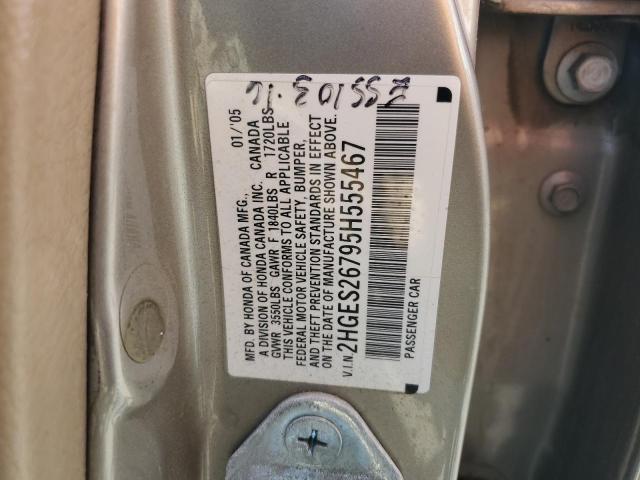 MFD. BY HONDA OF CANADA MFG., 01/'05
A DIVISION OF HONDA CANADA INC. CANADA
GVWR 3550LBS GAWR F 1840LBS R 1720LBS
THIS VEHICLE CONFORMS TO ALL APPLICABLE
FEDERAL MOTOR VEHICLE SAFETY, BUMPER,
AND THEFT PREVENTION STANDARDS IN EFFECT
ON THE DATE OF MANUFACTURE SHOWN ABOVE.
V.I.N. 2HGES26795H555467
PASSENGER CAR